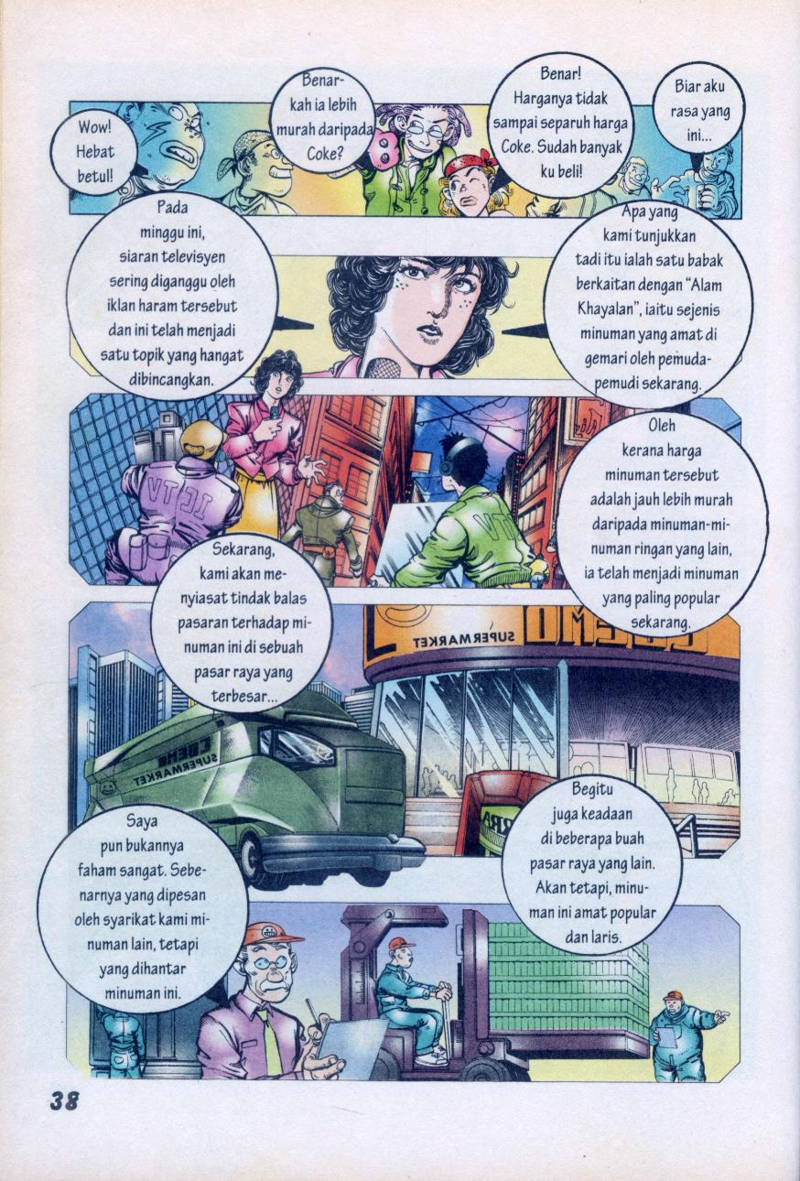 Wow!
Hebat
betul!
Benar-
kah ia lebih
murah daripada
Coke?
Benar!
Harganya tidak
sampai separuh harga
Coke. Sudah banyak
ku beli!
Biar aku
rasa yang
ini...
Pada
minggu ini,
siaran televisyen
sering diganggu oleh
iklan haram tersebut
dan ini telah menjadi
satu topik yang hangat
dibincangkan.
Apa yang
kami tunjukkan
tadi itu ialah satu babak
berkaitan dengan “Alam
Khayalan”, iaitu sejenis
minuman yang amat di
gemari oleh pemuda-
pemudi sekarang.
ICTV
TV
Oleh
kerana harga
minuman tersebut
adalah jauh lebih murah
daripada minuman-mi-
numan ringan yang lain,
ia telah menjadi minuman
yang paling popular
sekarang.
Sekarang,
kami akan me-
nyiasat tindak balas
pasaran terhadap mi-
numan ini di sebuah
pasar raya yang
terbesar...
SUPERMARKET
SUPERMARKET
Saya
pun bukannya
faham sangat. Sebe-
narnya yang dipesan
oleh syarikat kami mi-
numan lain, tetapi
yang dihantar
minuman ini.
Begitu
juga keadaan
di beberapa buah
pasar raya yang lain.
Akan tetapi, minu-
man ini amat popular
dan laris.
38